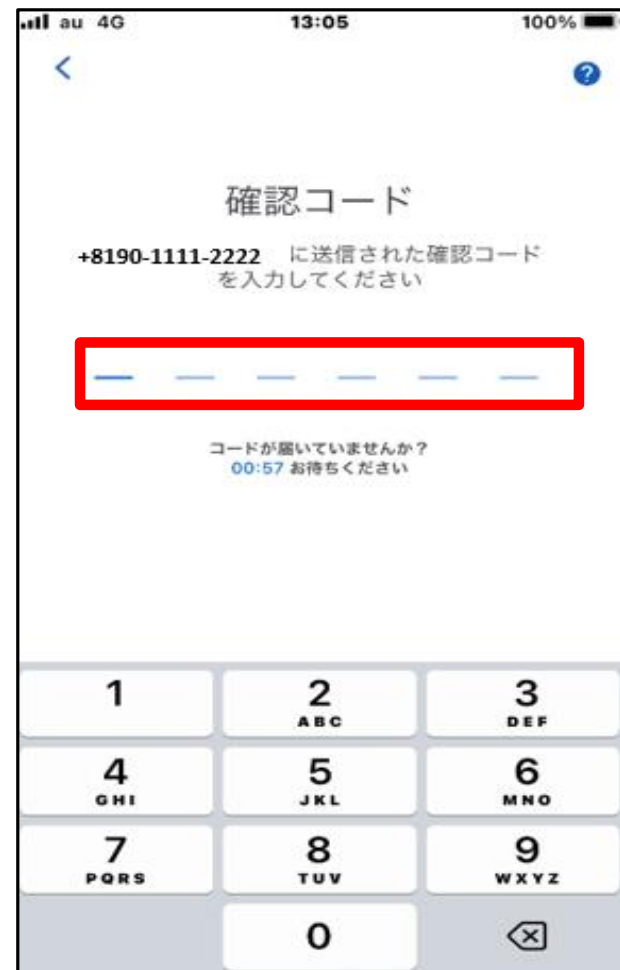 au 4G 13:05 100%
?
確認コード
+8190-1111-2222 に送信された確認コード
を入力してください
コードが届いていませんか?
00:57 お待ちください
1 2 3
ABC DEF
4 5 6
GHI JKL MNO
7 8 9
PQRS TUV WXYZ
0